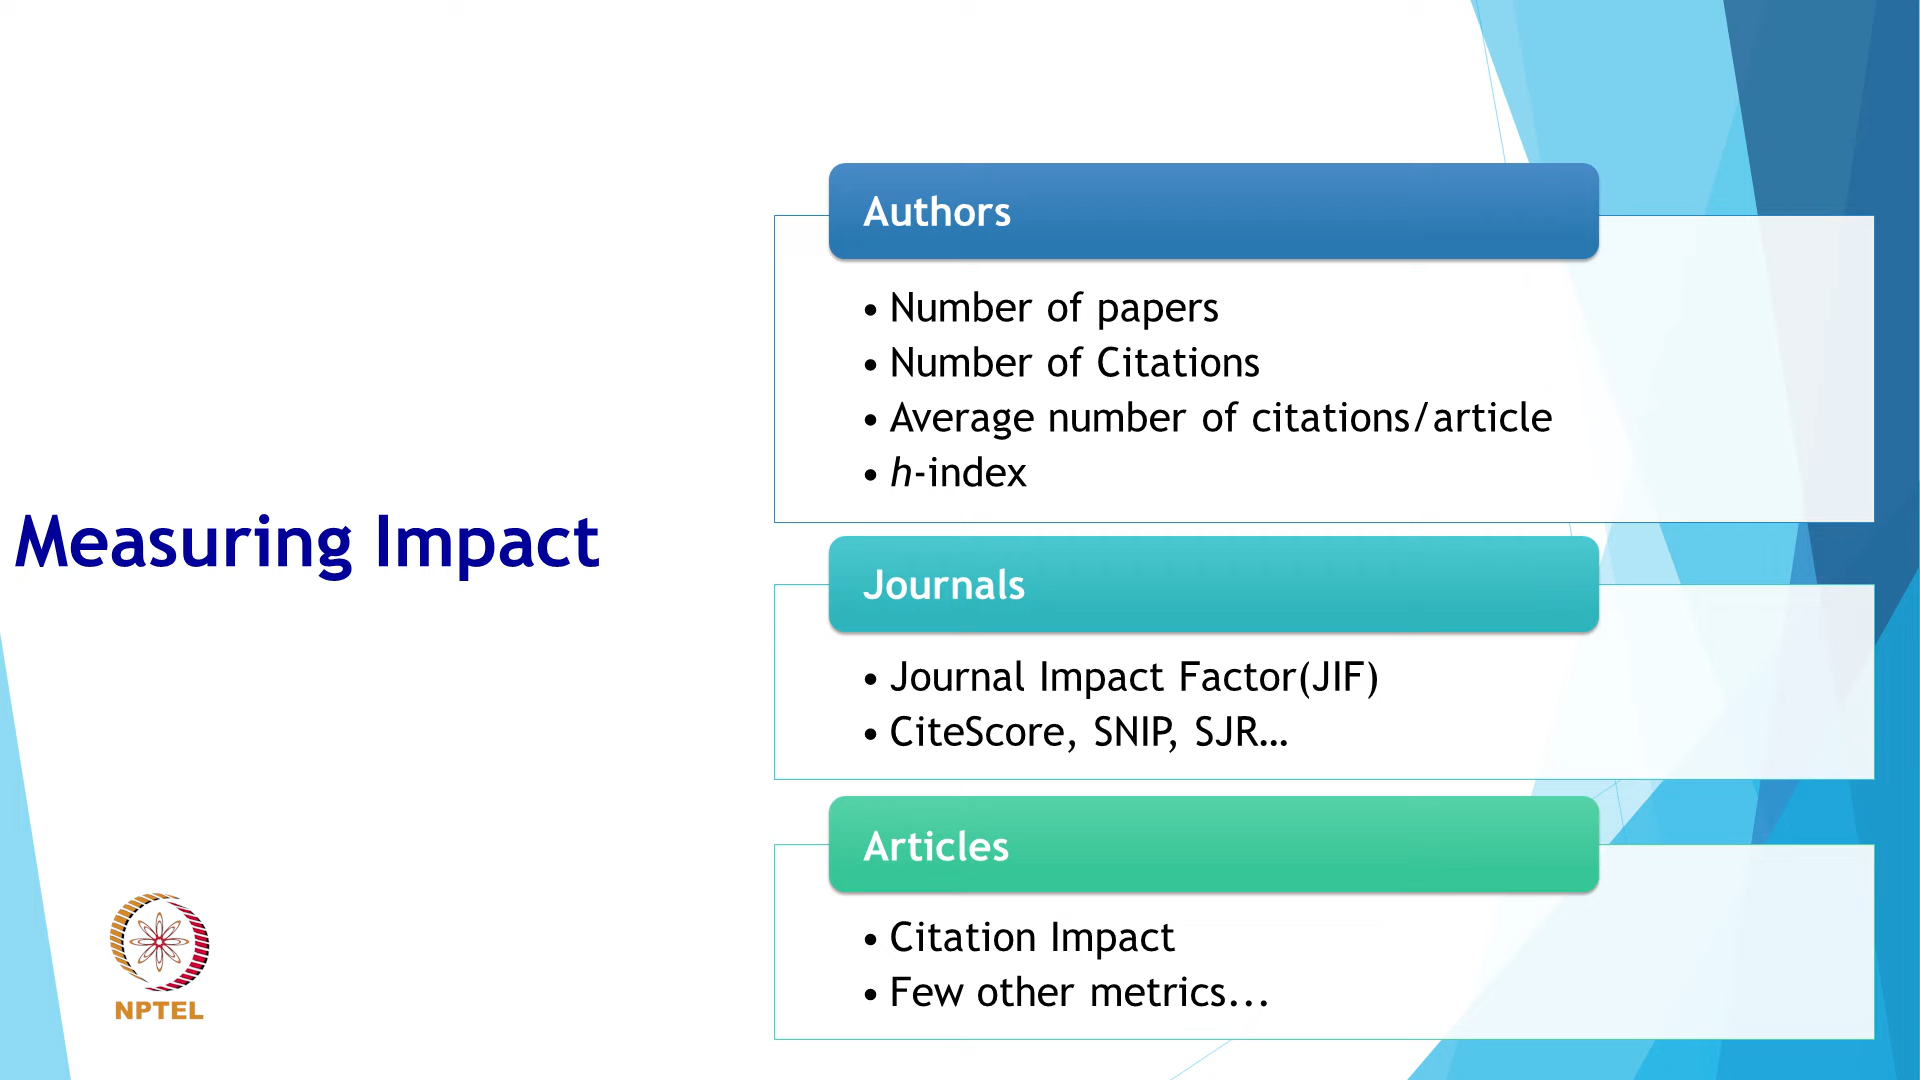 Measuring Impact
Authors
• Number of papers
• Number of Citations
• Average number of citations/article
• h-index
Journals
• Journal Impact Factor(JIF)
• CiteScore, SNIP, SJR…
Articles
• Citation Impact
• Few other metrics...
NPTEL